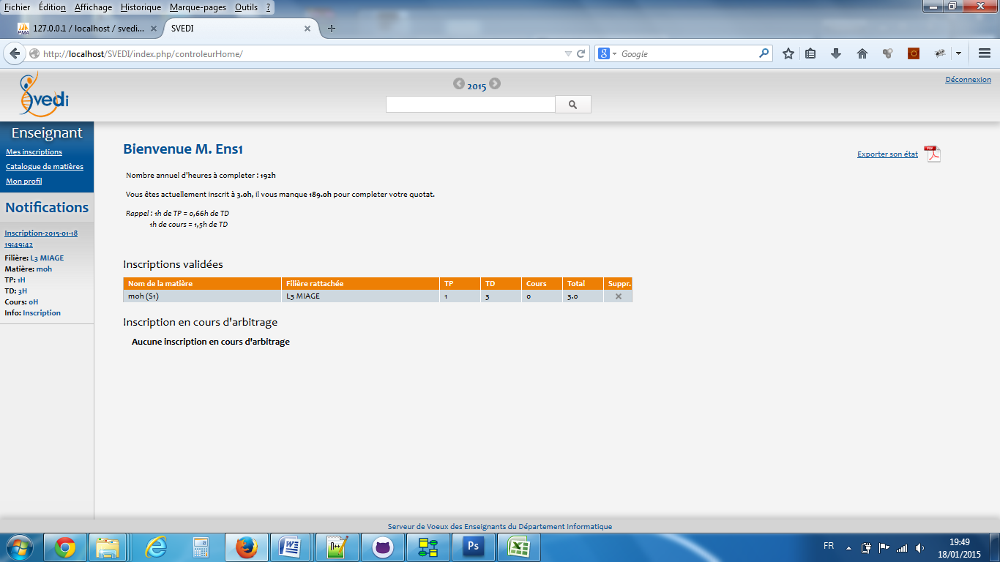 Fichier Édition Affichage Historique Marque-pages Outils ?
127.0.0.1 / localhost / svedi... SVEDI
http://localhost/SVEDI/index.php/controleurHome/ Google
Svedi
2015
Déconnexion
Enseignant
Mes inscriptions
Catalogue de matières
Mon profil
Notifications
Inscription-2015-01-18
19:49:42
Filière: L3 MIAGE
Matière: moh
TP: 1H
TD: 3H
Cours: 0H
Info: Inscription
Bienvenue M. Ens1
Exporter son état
Nombre annuel d'heures à completer : 192h
Vous êtes actuellement inscrit à 3.0h, il vous manque 189.0h pour completer votre quotat.
Rappel : 1h de TP = 0,66h de TD
1h de cours = 1,5h de TD
Inscriptions validées
Nom de la matière Filière rattachée TP TD Cours Total Suppr.
moh (S1) L3 MIAGE 1 3 0 3.0
Inscription en cours d'arbitrage
Aucune inscription en cours d'arbitrage
Serveur de Voeux des Enseignants du Département Informatique
FR 19:49
18/01/2015